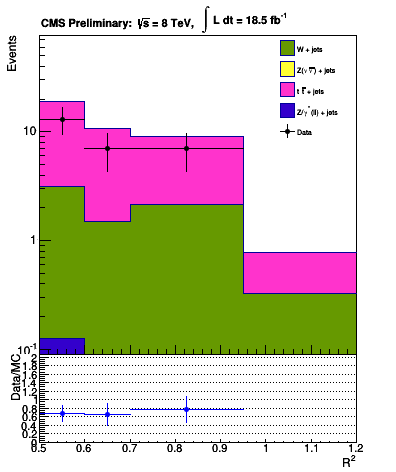 CMS Preliminary: √s = 8 TeV, ∫ L dt = 18.5 fb⁻¹
Events
W + jets
Z(ν ν̅) + jets
t t̅ + jets
Z/γ*(ll) + jets
Data
10
1
10⁻¹
Data/MC
2
1.8
1.6
1.4
1.2
1
0.8
0.6
0.4
0.2
0
0.5 0.6 0.7 0.8 0.9 1 1.1 1.2
R²